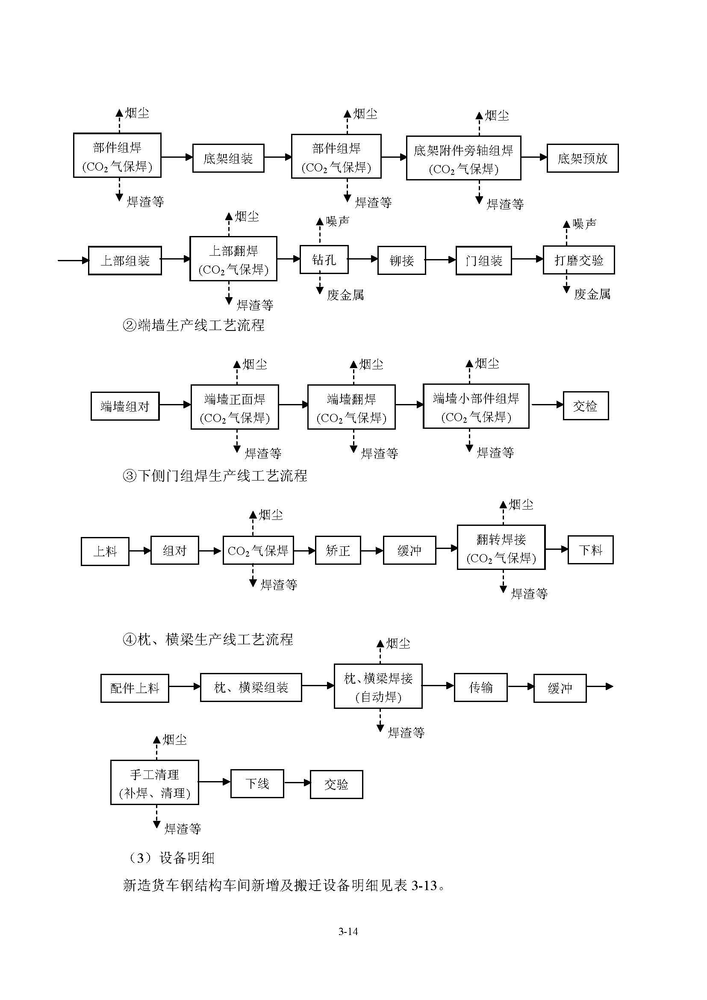 烟尘 烟尘 烟尘
部件组焊 部件组焊 底架附件旁轴组焊
(CO₂气保焊) 底架组装 (CO₂气保焊) (CO₂气保焊) 底架预放
焊渣等 焊渣等 焊渣等
烟尘 噪声 噪声
上部组装 上部翻焊 钻孔 铆接 门组装 打磨交验
(CO₂气保焊)
焊渣等 废金属 废金属
②端墙生产线工艺流程
烟尘 烟尘 烟尘
端墙组对 端墙正面焊 端墙翻焊 端墙小部件组焊 交检
(CO₂气保焊) (CO₂气保焊) (CO₂气保焊)
焊渣等 焊渣等 焊渣等
③下侧门组焊生产线工艺流程
烟尘 烟尘
上料 组对 CO₂气保焊 矫正 缓冲 翻转焊接 下料
(CO₂气保焊)
焊渣等 焊渣等
④枕、横梁生产线工艺流程
烟尘
配件上料 枕、横梁组装 枕、横梁焊接 传输 缓冲
(自动焊)
焊渣等
烟尘
手工清理 下线 交验
(补焊、清理)
焊渣等
（3）设备明细
新造货车钢结构车间新增及搬迁设备明细见表 3-13。
3-14